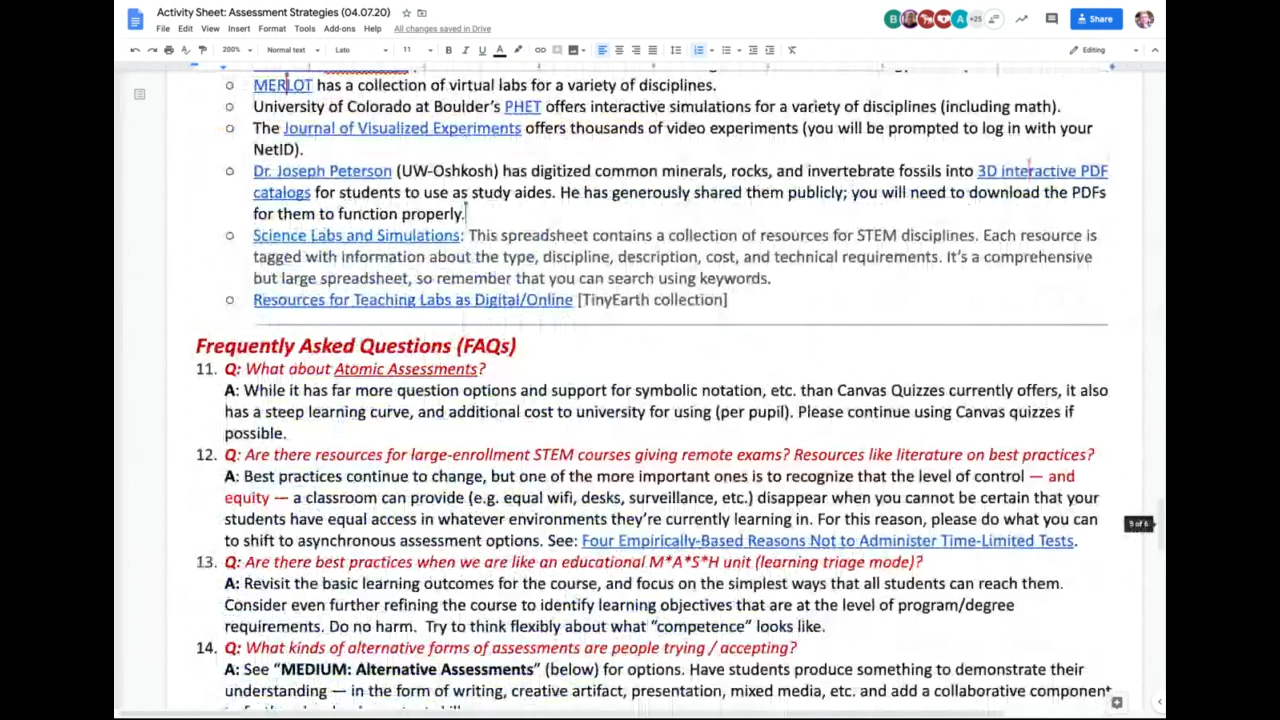 Activity Sheet: Assessment Strategies (04.07.20)
File Edit View Insert Format Tools Add-ons Help All changes saved in Drive
B A +25 Share
200% Normal text Lato 11 B I U A Editing
MERLOT has a collection of virtual labs for a variety of disciplines.
University of Colorado at Boulder's PHET offers interactive simulations for a variety of disciplines (including math).
The Journal of Visualized Experiments offers thousands of video experiments (you will be prompted to log in with your
NetID).
Dr. Joseph Peterson (UW-Oshkosh) has digitized common minerals, rocks, and invertebrate fossils into 3D interactive PDF
catalogs for students to use as study aides. He has generously shared them publicly; you will need to download the PDFs
for them to function properly.
Science Labs and Simulations: This spreadsheet contains a collection of resources for STEM disciplines. Each resource is
tagged with information about the type, discipline, description, cost, and technical requirements. It's a comprehensive
but large spreadsheet, so remember that you can search using keywords.
Resources for Teaching Labs as Digital/Online [TinyEarth collection]
Frequently Asked Questions (FAQs)
11. Q: What about Atomic Assessments?
A: While it has far more question options and support for symbolic notation, etc. than Canvas Quizzes currently offers, it also
has a steep learning curve, and additional cost to university for using (per pupil). Please continue using Canvas quizzes if
possible.
12. Q: Are there resources for large-enrollment STEM courses giving remote exams? Resources like literature on best practices?
A: Best practices continue to change, but one of the more important ones is to recognize that the level of control — and
equity — a classroom can provide (e.g. equal wifi, desks, surveillance, etc.) disappear when you cannot be certain that your
students have equal access in whatever environments they're currently learning in. For this reason, please do what you can
to shift to asynchronous assessment options. See: Four Empirically-Based Reasons Not to Administer Time-Limited Tests.
5 of 6
13. Q: Are there best practices when we are like an educational M*A*S*H unit (learning triage mode)?
A: Revisit the basic learning outcomes for the course, and focus on the simplest ways that all students can reach them.
Consider even further refining the course to identify learning objectives that are at the level of program/degree
requirements. Do no harm. Try to think flexibly about what "competence" looks like.
14. Q: What kinds of alternative forms of assessments are people trying / accepting?
A: See "MEDIUM: Alternative Assessments" (below) for options. Have students produce something to demonstrate their
understanding — in the form of writing, creative artifact, presentation, mixed media, etc. and add a collaborative component